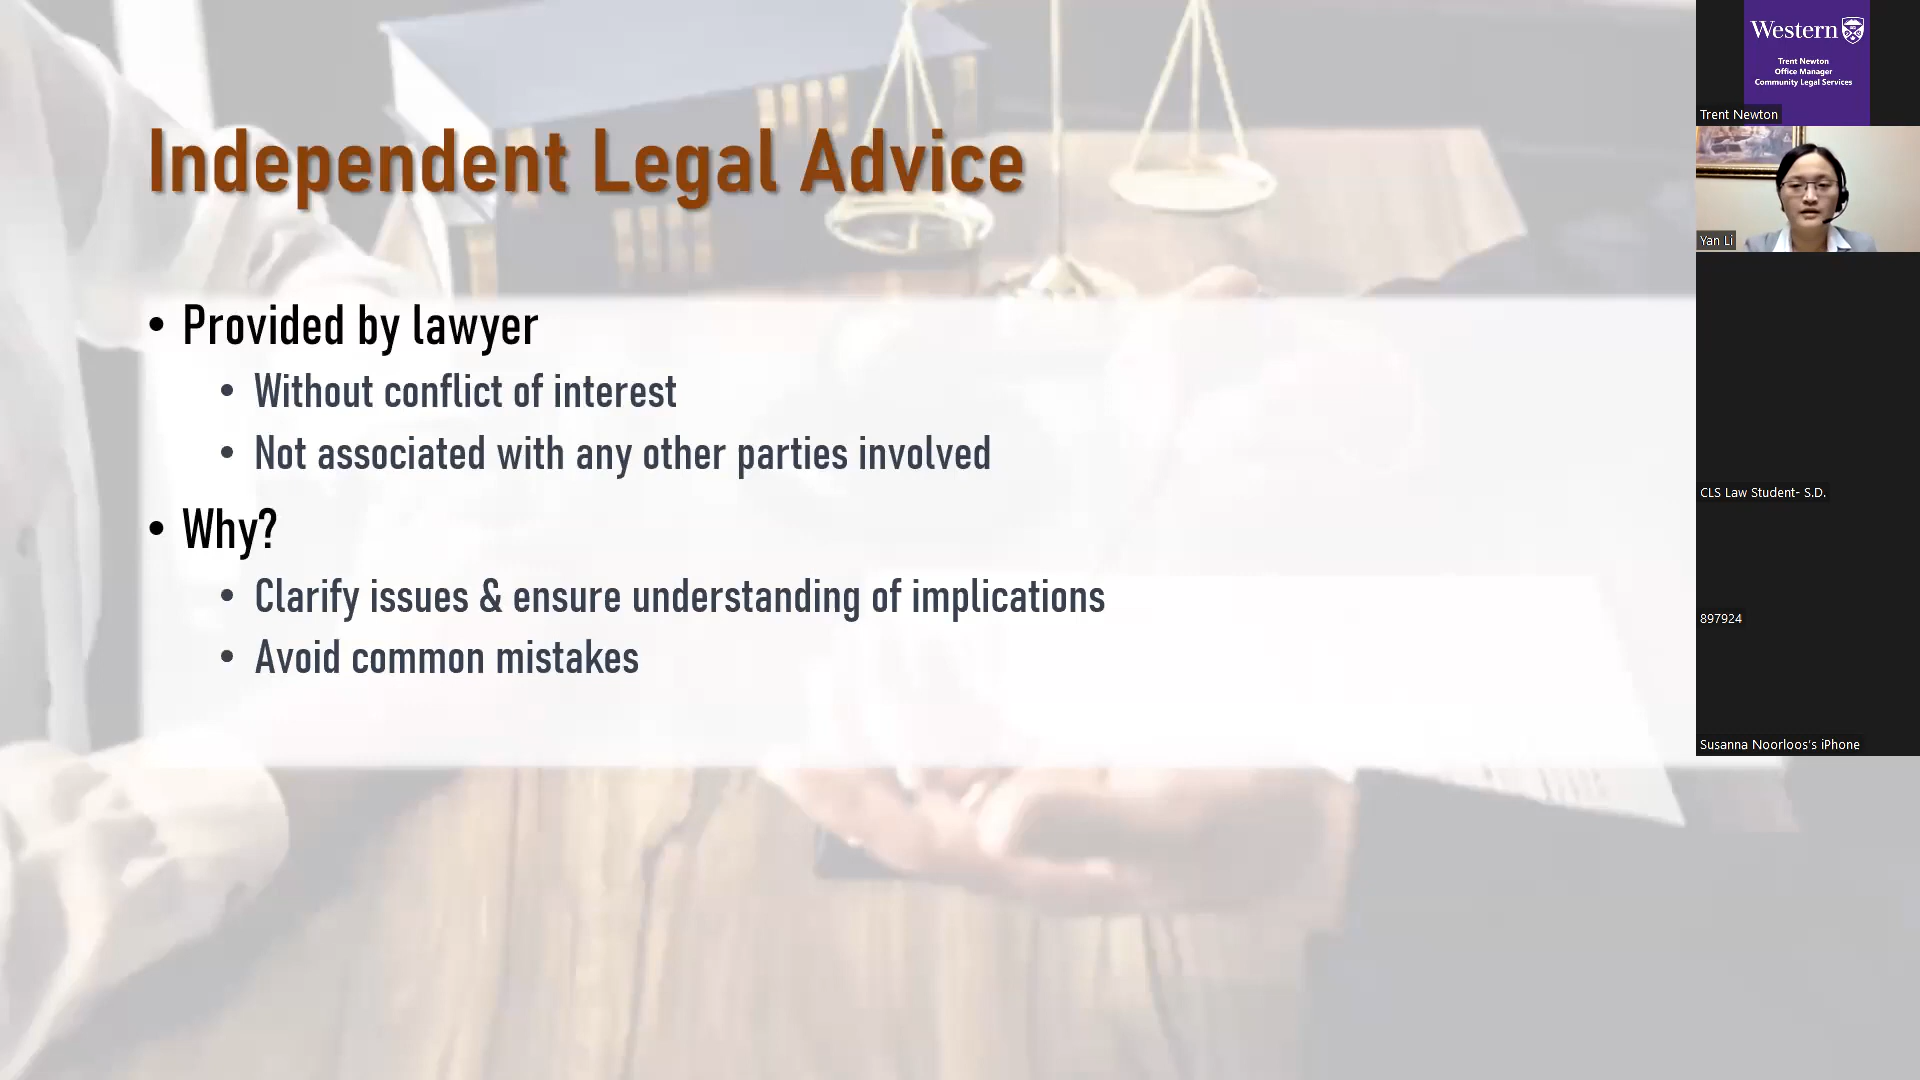 Independent Legal Advice
• Provided by lawyer
• Without conflict of interest
• Not associated with any other parties involved
• Why?
• Clarify issues & ensure understanding of implications
• Avoid common mistakes
Western
Trent Newton
Office Manager
Community Legal Services
Trent Newton
Yan Li
CLS Law Student- S.D.
897924
Susanna Noorloos's iPhone